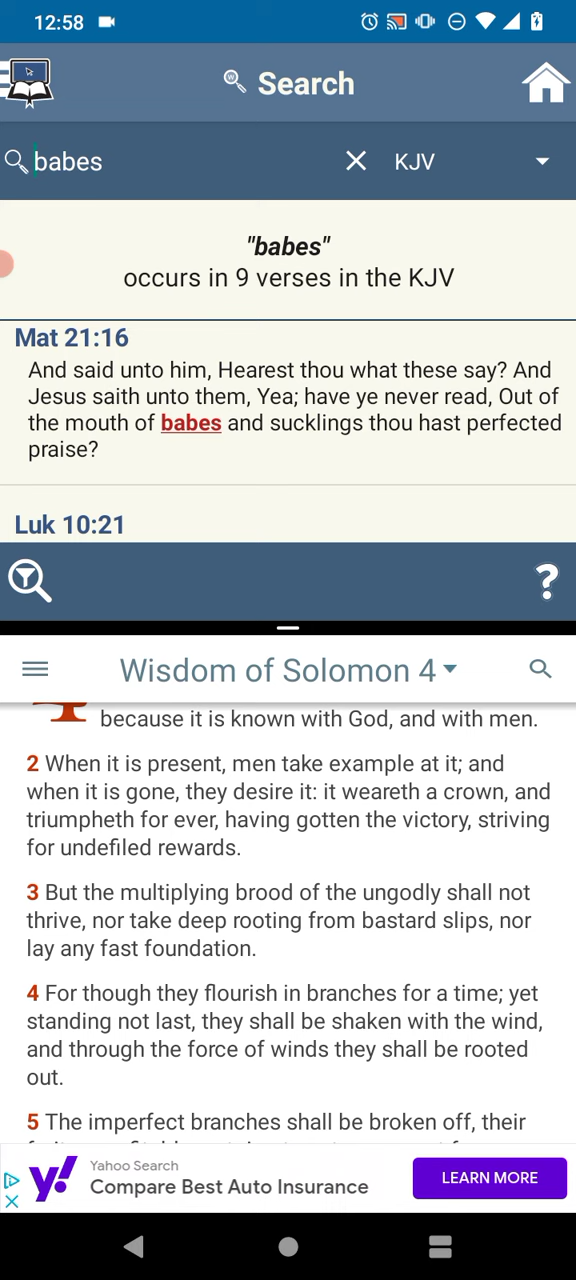 12:58
Search
babes
KJV
"babes"
occurs in 9 verses in the KJV
Mat 21:16
And said unto him, Hearest thou what these say? And
Jesus saith unto them, Yea; have ye never read, Out of
the mouth of babes and sucklings thou hast perfected
praise?
Luk 10:21
?
Wisdom of Solomon 4
because it is known with God, and with men.
2 When it is present, men take example at it; and
when it is gone, they desire it: it weareth a crown, and
triumpheth for ever, having gotten the victory, striving
for undefiled rewards.
3 But the multiplying brood of the ungodly shall not
thrive, nor take deep rooting from bastard slips, nor
lay any fast foundation.
4 For though they flourish in branches for a time; yet
standing not last, they shall be shaken with the wind,
and through the force of winds they shall be rooted
out.
5 The imperfect branches shall be broken off, their
y!
Yahoo Search
Compare Best Auto Insurance
LEARN MORE